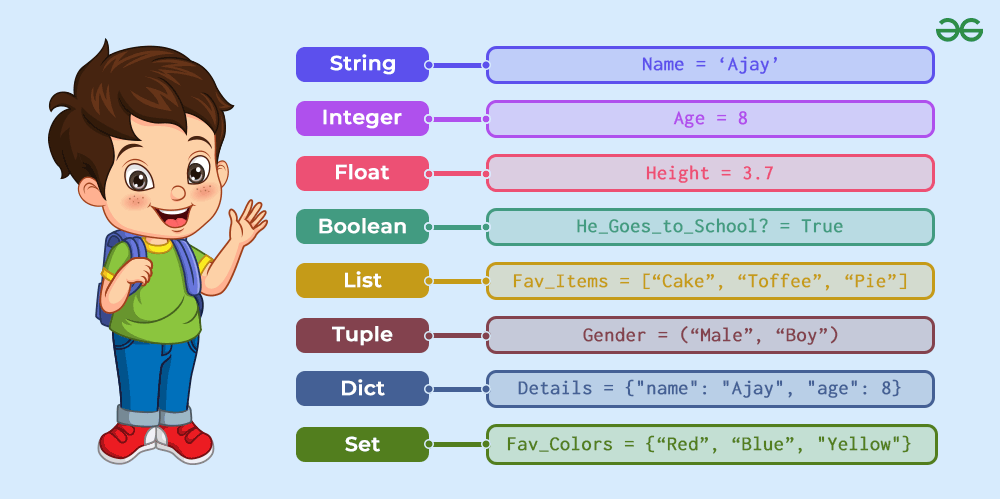 String Name = ‘Ajay’
Integer Age = 8
Float Height = 3.7
Boolean He_Goes_to_School? = True
List Fav_Items = [“Cake”, “Toffee”, “Pie”]
Tuple Gender = (“Male”, “Boy”)
Dict Details = {"name": "Ajay", "age": 8}
Set Fav_Colors = {“Red”, “Blue”, "Yellow"}